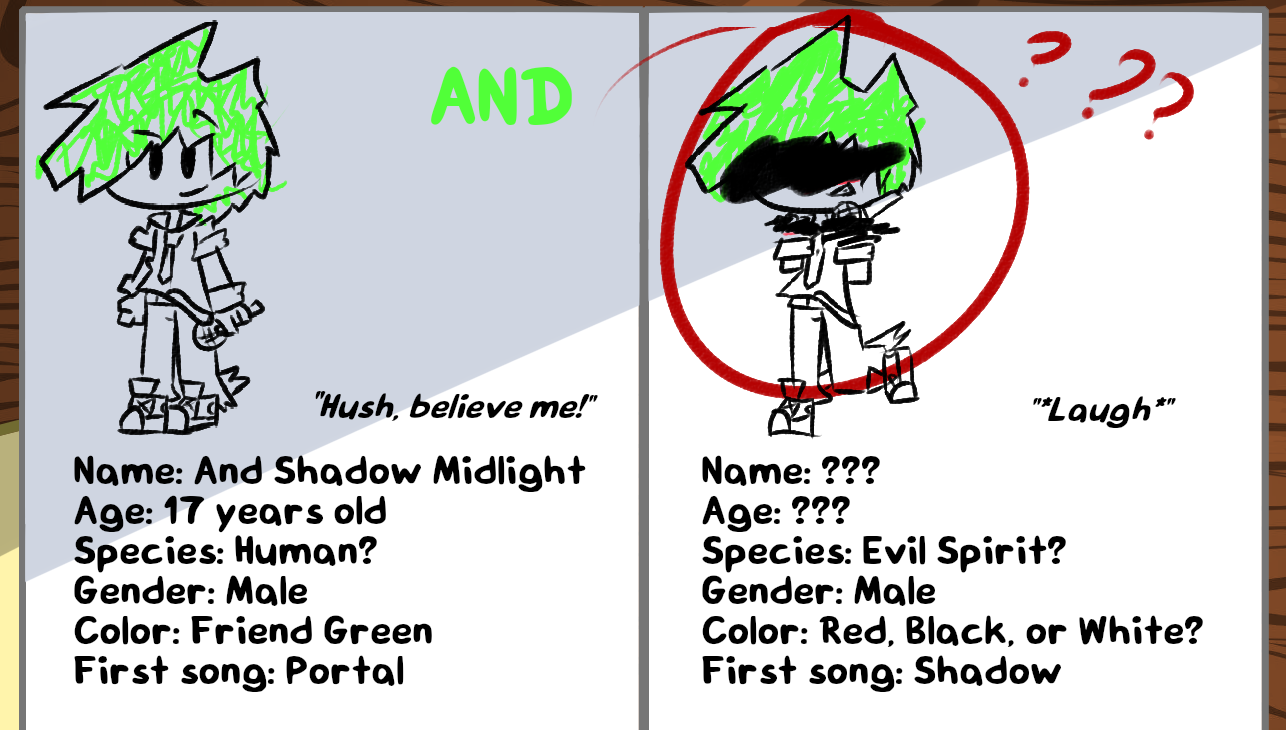 AND
"Hush, believe me!"
Name: And Shadow Midlight
Age: 17 years old
Species: Human?
Gender: Male
Color: Friend Green
First song: Portal
? ? ?
"*Laugh*"
Name: ???
Age: ???
Species: Evil Spirit?
Gender: Male
Color: Red, Black, or White?
First song: Shadow